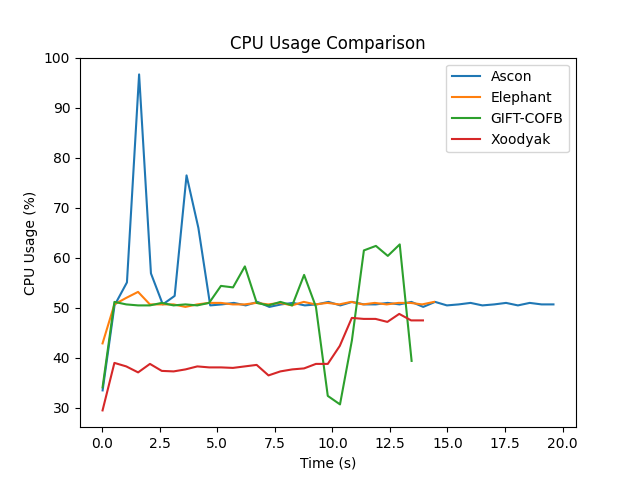 CPU Usage Comparison
Ascon
Elephant
GIFT-COFB
Xoodyak
CPU Usage (%)
100
90
80
70
60
50
40
30
0.0 2.5 5.0 7.5 10.0 12.5 15.0 17.5 20.0
Time (s)